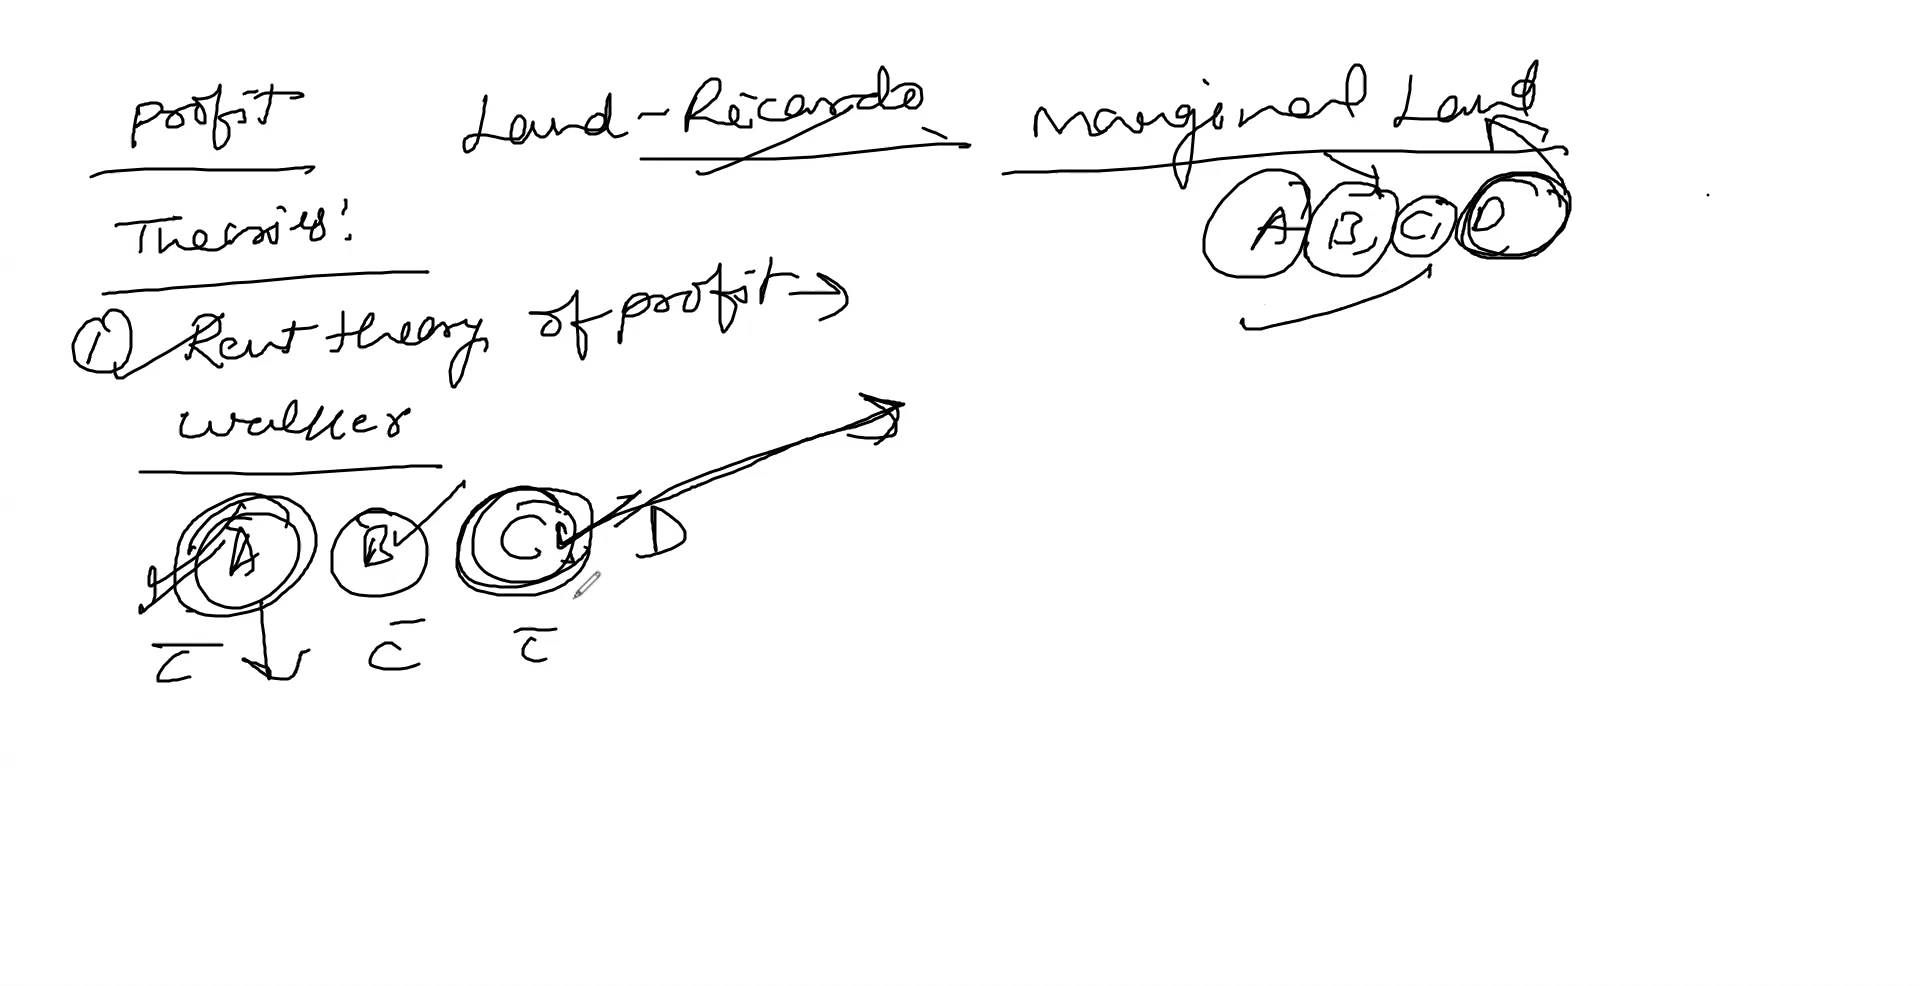 Profit Land - Ricardo Marginal Land
A B C D
Theories:
① Rent theory of profit →
Walker
A B C D
C C C